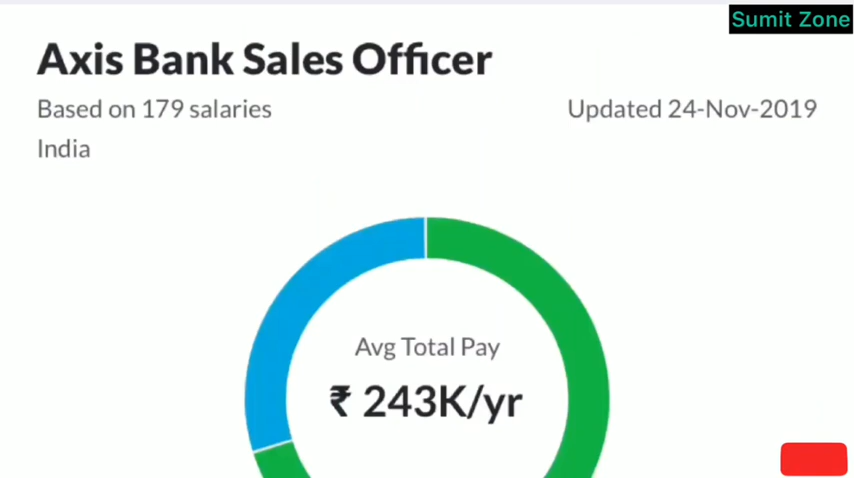 Sumit Zone
Axis Bank Sales Officer
Based on 179 salaries
Updated 24-Nov-2019
India
Avg Total Pay
₹ 243K/yr